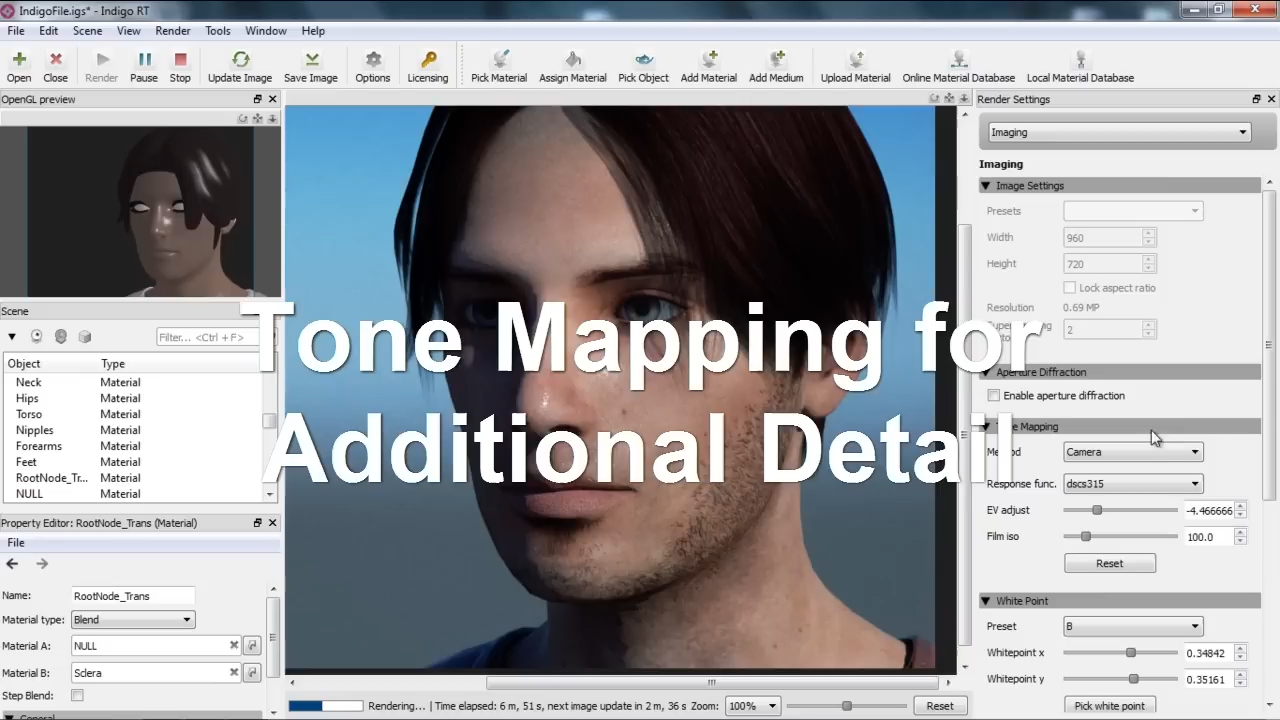 IndigoFile.igs* - Indigo RT
File Edit Scene View Render Tools Window Help
Open Close Render Pause Stop Update Image Save Image Options Licensing Pick Material Assign Material Pick Object Add Material Add Medium Upload Material Online Material Database Local Material Database
OpenGL preview
Render Settings
Imaging
Imaging
Image Settings
Presets
Width 960
Height 720
Lock aspect ratio
Resolution 0.69 MP
2
Aperture Diffraction
Enable aperture diffraction
Mapping
Method Camera
Response func. dscs315
EV adjust -4.466666
Film iso 100.0
Reset
White Point
Preset B
Whitepoint x 0.34842
Whitepoint y 0.35161
Pick white point
Tone Mapping for
Additional Detail
Scene
Filter... <Ctrl + F>
Object Type
Neck Material
Hips Material
Torso Material
Nipples Material
Forearms Material
Feet Material
RootNode_Tr... Material
NULL Material
Property Editor: RootNode_Trans (Material)
File
Name: RootNode_Trans
Material type: Blend
Material A: NULL
Material B: Sclera
Step Blend:
General
Rendering... | Time elapsed: 6 m, 51 s, next image update in 2 m, 36 s Zoom: 100% Reset